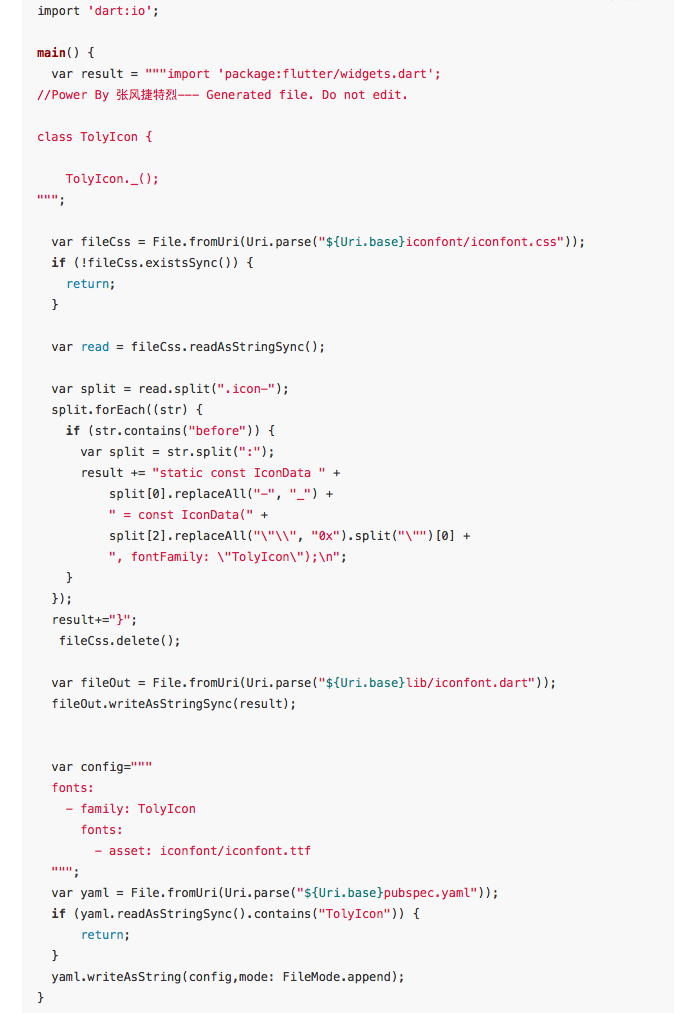 import 'dart:io';
main() {
  var result = """import 'package:flutter/widgets.dart';
//Power By 张风捷特烈--- Generated file. Do not edit.
class TolyIcon {
    TolyIcon._();
""";
  var fileCss = File.fromUri(Uri.parse("${Uri.base}iconfont/iconfont.css"));
  if (!fileCss.existsSync()) {
    return;
  }
  var read = fileCss.readAsStringSync();
  var split = read.split(".icon-");
  split.forEach((str) {
    if (str.contains("before")) {
      var split = str.split(":");
      result += "static const IconData " +
          split[0].replaceAll("-", "_") +
          " = const IconData(" +
          split[2].replaceAll("\"\\", "0x").split("\"")[0] +
          ", fontFamily: \"TolyIcon\");\n";
    }
  });
  result+="}";
   fileCss.delete();
  var fileOut = File.fromUri(Uri.parse("${Uri.base}lib/iconfont.dart"));
  fileOut.writeAsStringSync(result);
  var config="""
  fonts:
    - family: TolyIcon
      fonts:
        - asset: iconfont/iconfont.ttf
  """;
  var yaml = File.fromUri(Uri.parse("${Uri.base}pubspec.yaml"));
  if (yaml.readAsStringSync().contains("TolyIcon")) {
      return;
  }
  yaml.writeAsString(config,mode: FileMode.append);
}